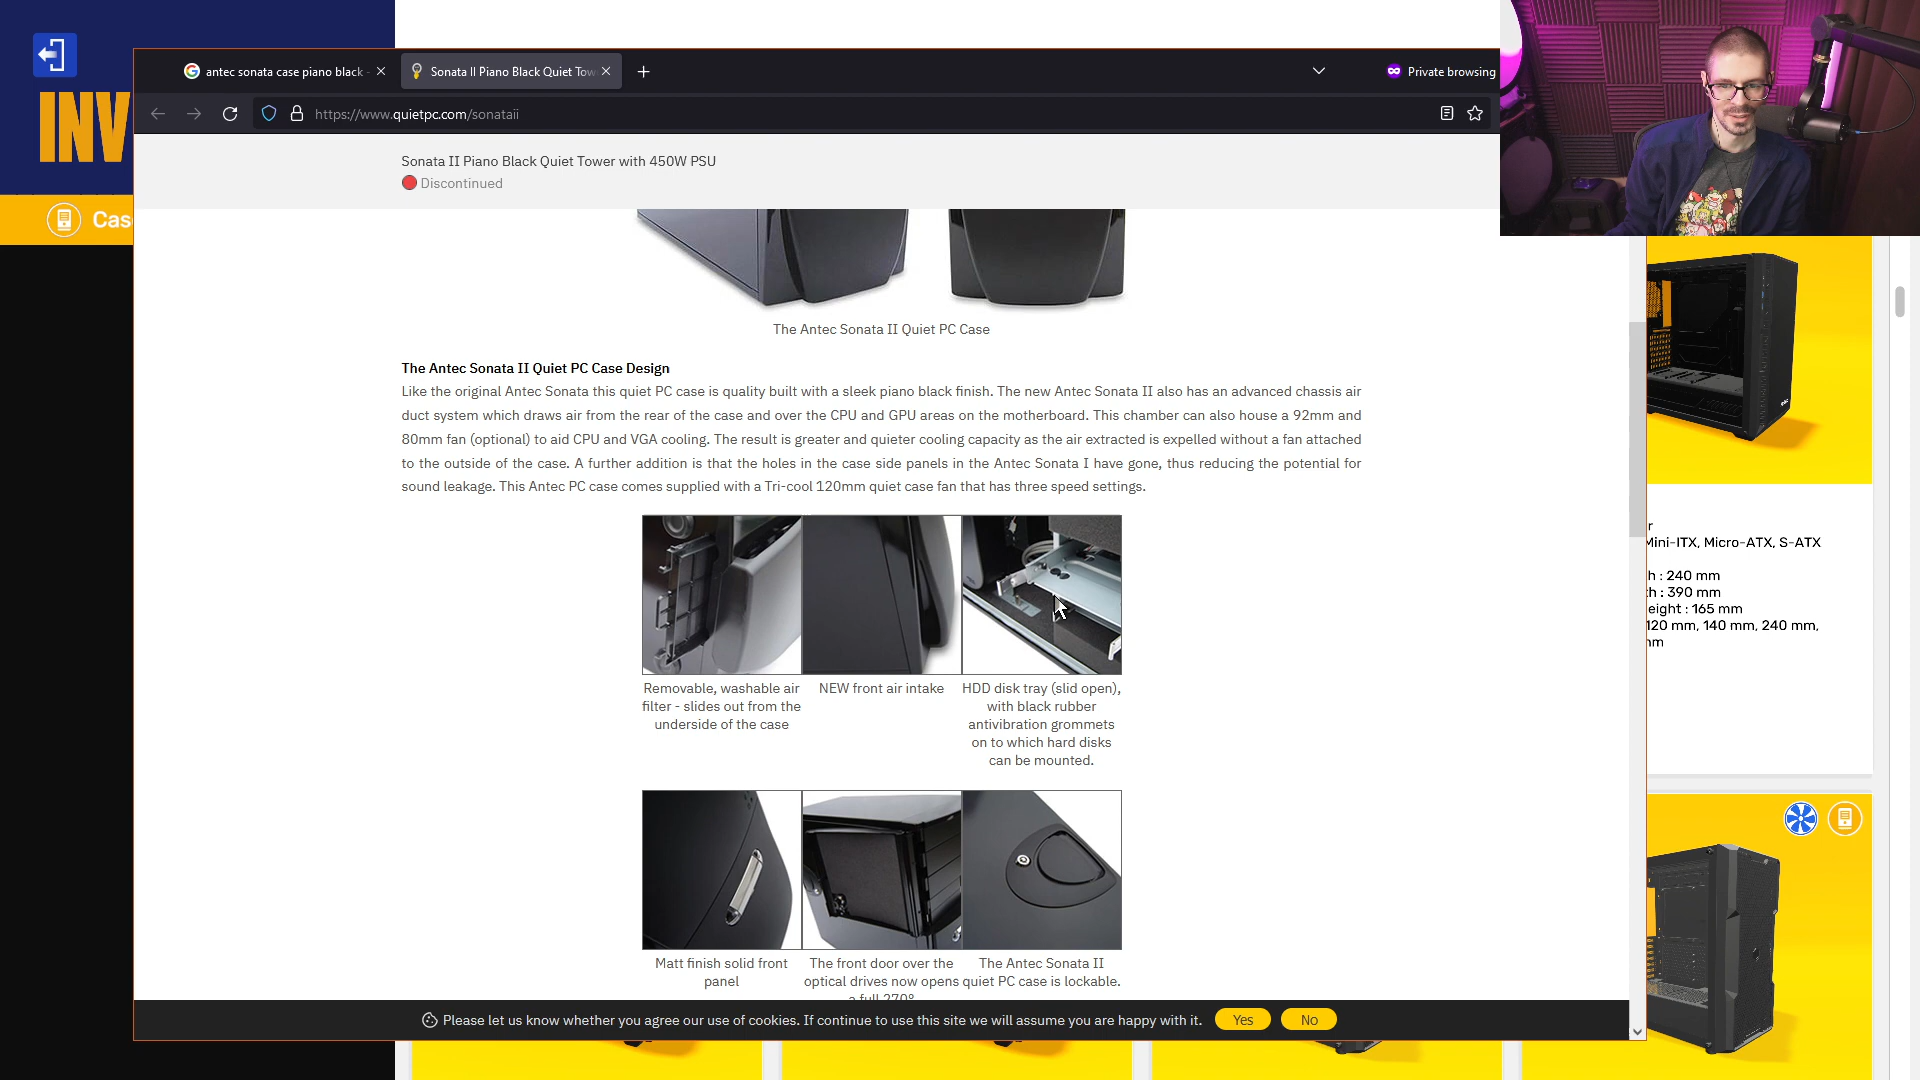 antec sonata case piano black -
Sonata II Piano Black Quiet Tow
Private browsing
https://www.quietpc.com/sonataii
INV
Cas
Sonata II Piano Black Quiet Tower with 450W PSU
Discontinued
The Antec Sonata II Quiet PC Case
The Antec Sonata II Quiet PC Case Design
Like the original Antec Sonata this quiet PC case is quality built with a sleek piano black finish. The new Antec Sonata II also has an advanced chassis air
duct system which draws air from the rear of the case and over the CPU and GPU areas on the motherboard. This chamber can also house a 92mm and
80mm fan (optional) to aid CPU and VGA cooling. The result is greater and quieter cooling capacity as the air extracted is expelled without a fan attached
to the outside of the case. A further addition is that the holes in the case side panels in the Antec Sonata I have gone, thus reducing the potential for
sound leakage. This Antec PC case comes supplied with a Tri-cool 120mm quiet case fan that has three speed settings.
Removable, washable air
filter - slides out from the
underside of the case
NEW front air intake
HDD disk tray (slid open),
with black rubber
antivibration grommets
on to which hard disks
can be mounted.
Matt finish solid front
panel
The front door over the
optical drives now opens
a full 270°
The Antec Sonata II
quiet PC case is lockable.
Please let us know whether you agree our use of cookies. If continue to use this site we will assume you are happy with it.
Yes
No
r
Mini-ITX, Micro-ATX, S-ATX
h : 240 mm
th : 390 mm
eight : 165 mm
120 mm, 140 mm, 240 mm,
mm